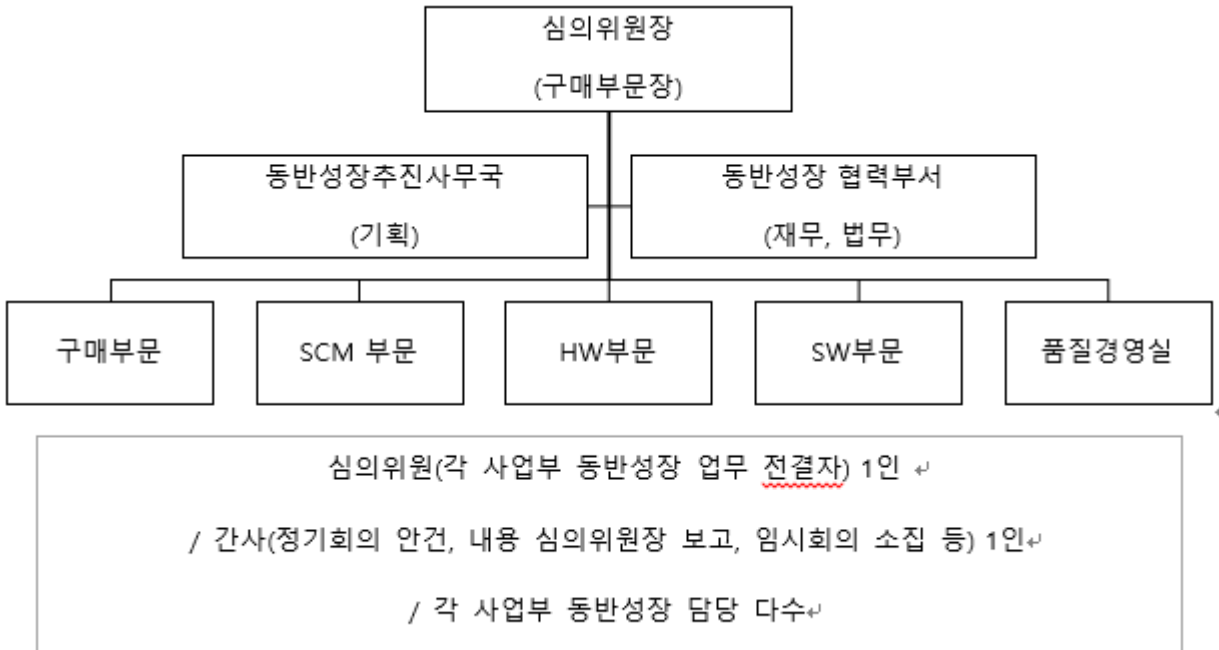 심의위원장
(구매부문장)
동반성장추진사무국
(기획)
동반성장 협력부서
(재무, 법무)
구매부문
SCM 부문
HW부문
SW부문
품질경영실
심의위원(각 사업부 동반성장 업무 전결자) 1인
/ 간사(정기회의 안건, 내용 심의위원장 보고, 임시회의 소집 등) 1인
/ 각 사업부 동반성장 담당 다수